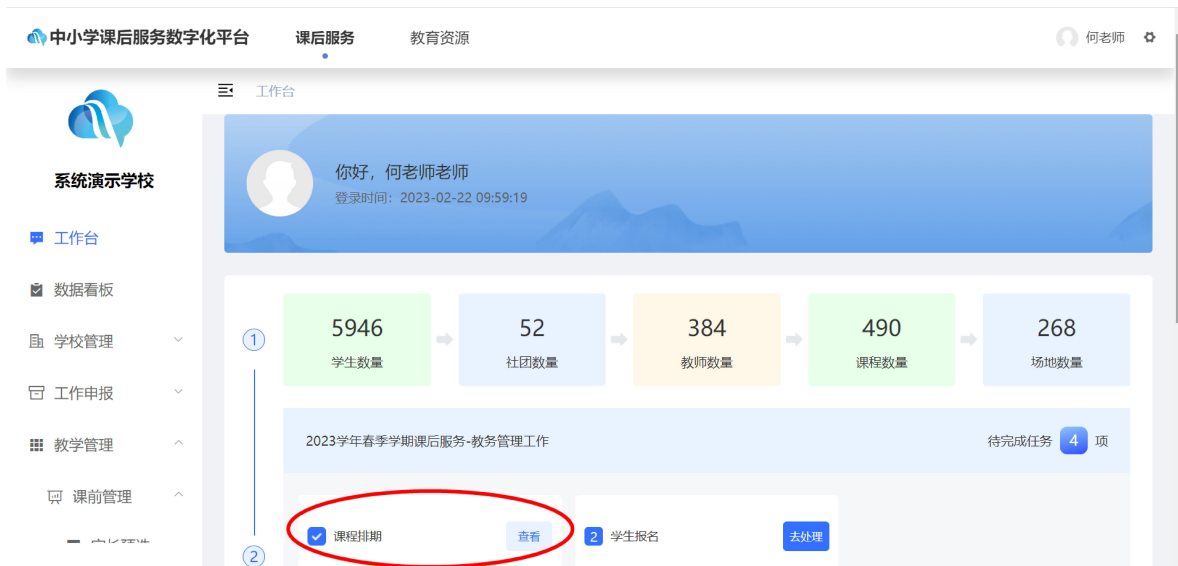 中小学课后服务数字化平台 课后服务 教育资源 何老师
工作台
系统演示学校
你好，何老师老师
登录时间：2023-02-22 09:59:19
工作台
数据看板
学校管理
工作申报
教学管理
课前管理
1
5946 52 384 490 268
学生数量 社团数量 教师数量 课程数量 场地数量
2023学年春季学期课后服务-教务管理工作 待完成任务 4 项
2
课程排期 查看 2 学生报名 去处理